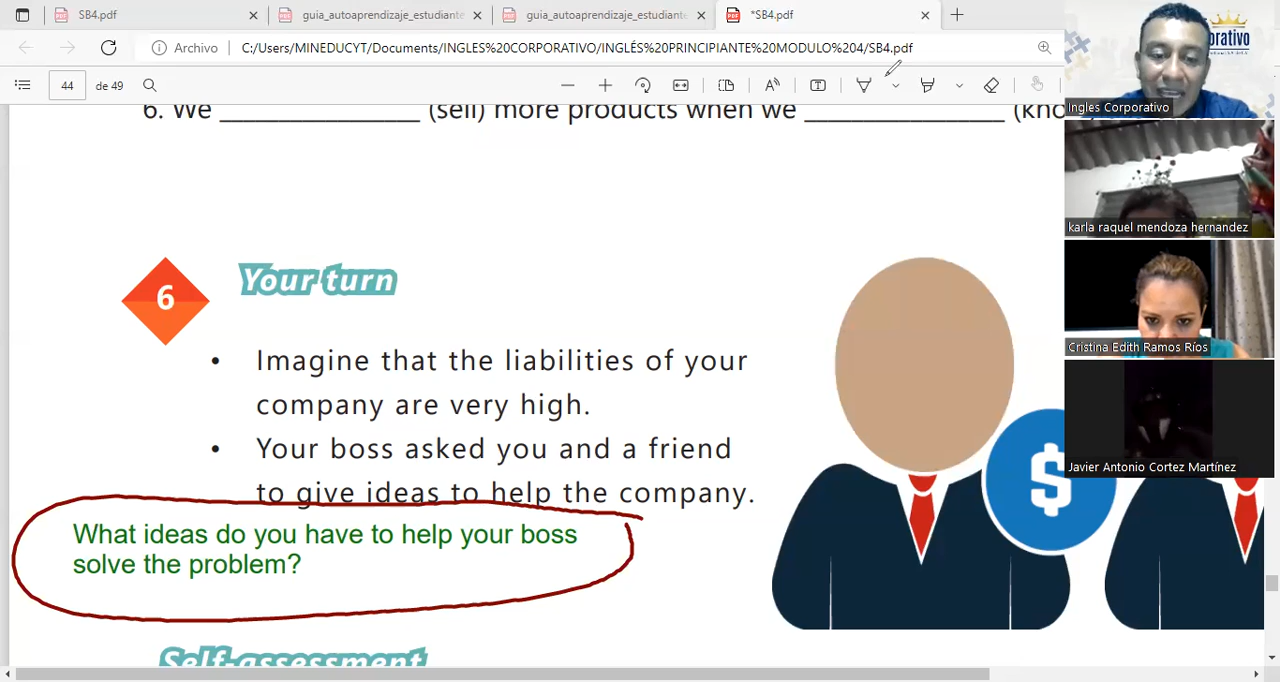 SB4.pdf
guia_autoaprendizaje_estudiante
guia_autoaprendizaje_estudiante
*SB4.pdf
Archivo
C:/Users/MINEDUCYT/Documents/INGLES%20CORPORATIVO/INGLÉS%20PRINCIPIANTE%20MODULO%204/SB4.pdf
44 de 49
6. We ________________ (sell) more products when we ________________ (kno
6
Your turn
• Imagine that the liabilities of your
company are very high.
• Your boss asked you and a friend
to give ideas to help the company.
What ideas do you have to help your boss
solve the problem?
Self-assessment
$
orativo
Ingles Corporativo
karla raquel mendoza hernandez
Cristina Edith Ramos Ríos
Javier Antonio Cortez Martínez